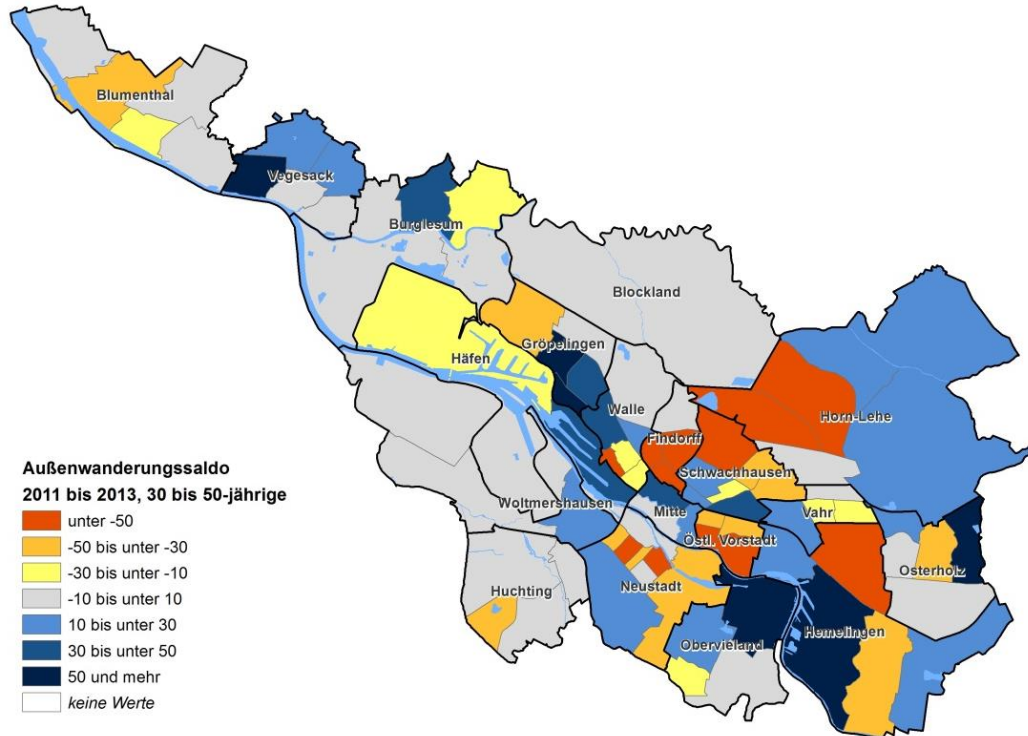 Blumenthal
Vegesack
Burglesum
Blockland
Gröpelingen
Häfen
Walle
Horn-Lehe
Findorff
Schwachhausen
Woltmershausen
Mitte
Vahr
Östl. Vorstadt
Osterholz
Huchting
Neustadt
Obervieland
Hemelingen
Außenwanderungssaldo
2011 bis 2013, 30 bis 50-jährige
unter -50
-50 bis unter -30
-30 bis unter -10
-10 bis unter 10
10 bis unter 30
30 bis unter 50
50 und mehr
keine Werte